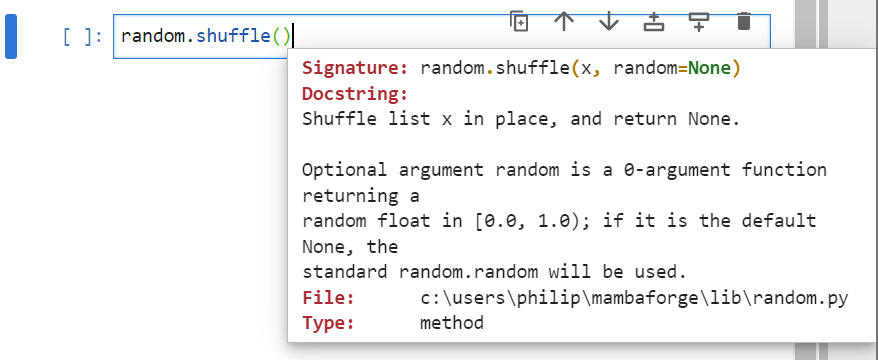 [ ]: random.shuffle()
Signature: random.shuffle(x, random=None)
Docstring:
Shuffle list x in place, and return None.
Optional argument random is a 0-argument function
returning a
random float in [0.0, 1.0); if it is the default
None, the
standard random.random will be used.
File: c:\users\philip\mambaforge\lib\random.py
Type: method